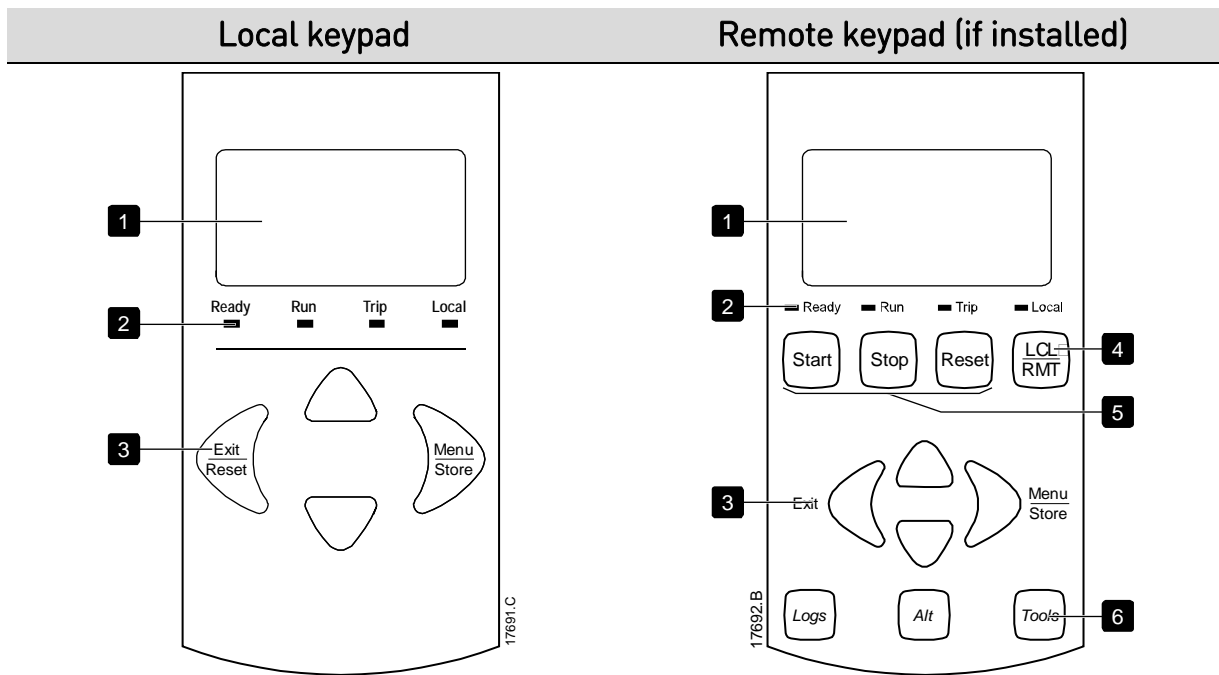 Local keypad
Remote keypad (if installed)
1
Ready Run Trip Local
2
3
Exit
Reset
Menu
Store
17691.C
1
2
Ready Run Trip Local
Start Stop Reset LCL
RMT
4
5
3
Exit
Menu
Store
Logs Alt Tools
6
17692.B